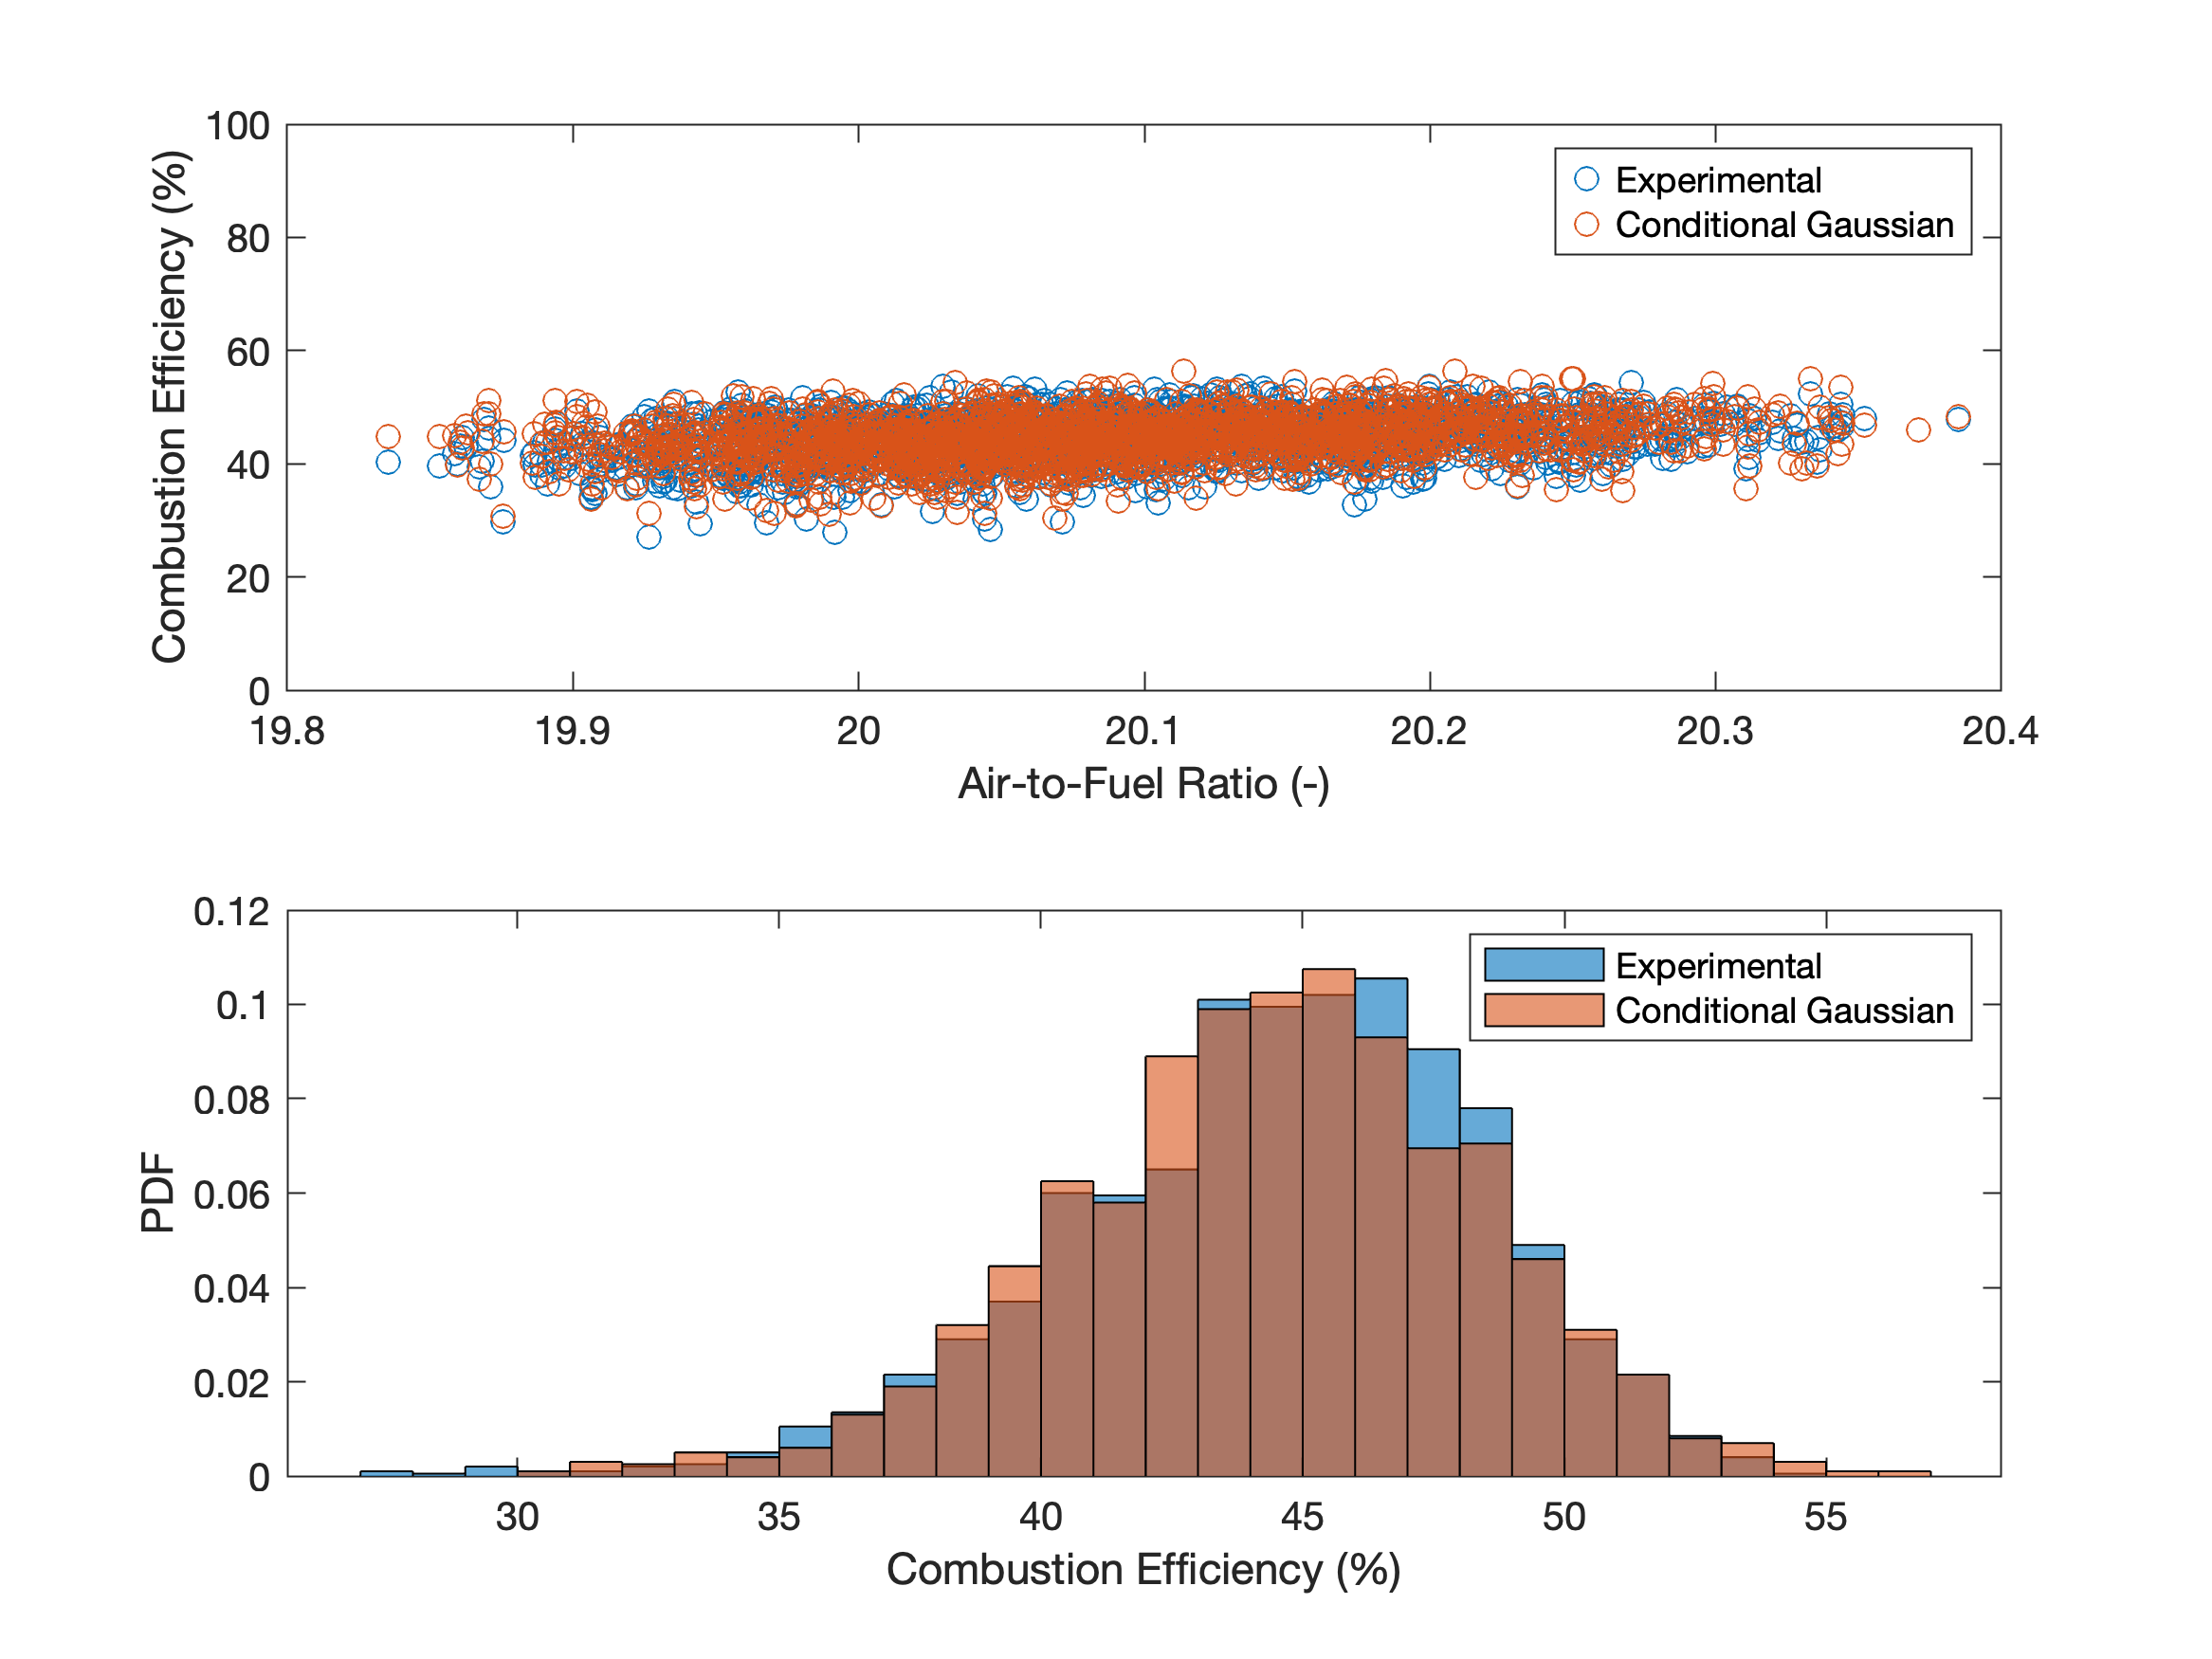 100
80
60
40
20
0
Combustion Efficiency (%)
Experimental
Conditional Gaussian
19.8 19.9 20 20.1 20.2 20.3 20.4
Air-to-Fuel Ratio (-)
0.12
0.1
0.08
0.06
0.04
0.02
0
PDF
Experimental
Conditional Gaussian
30 35 40 45 50 55
Combustion Efficiency (%)